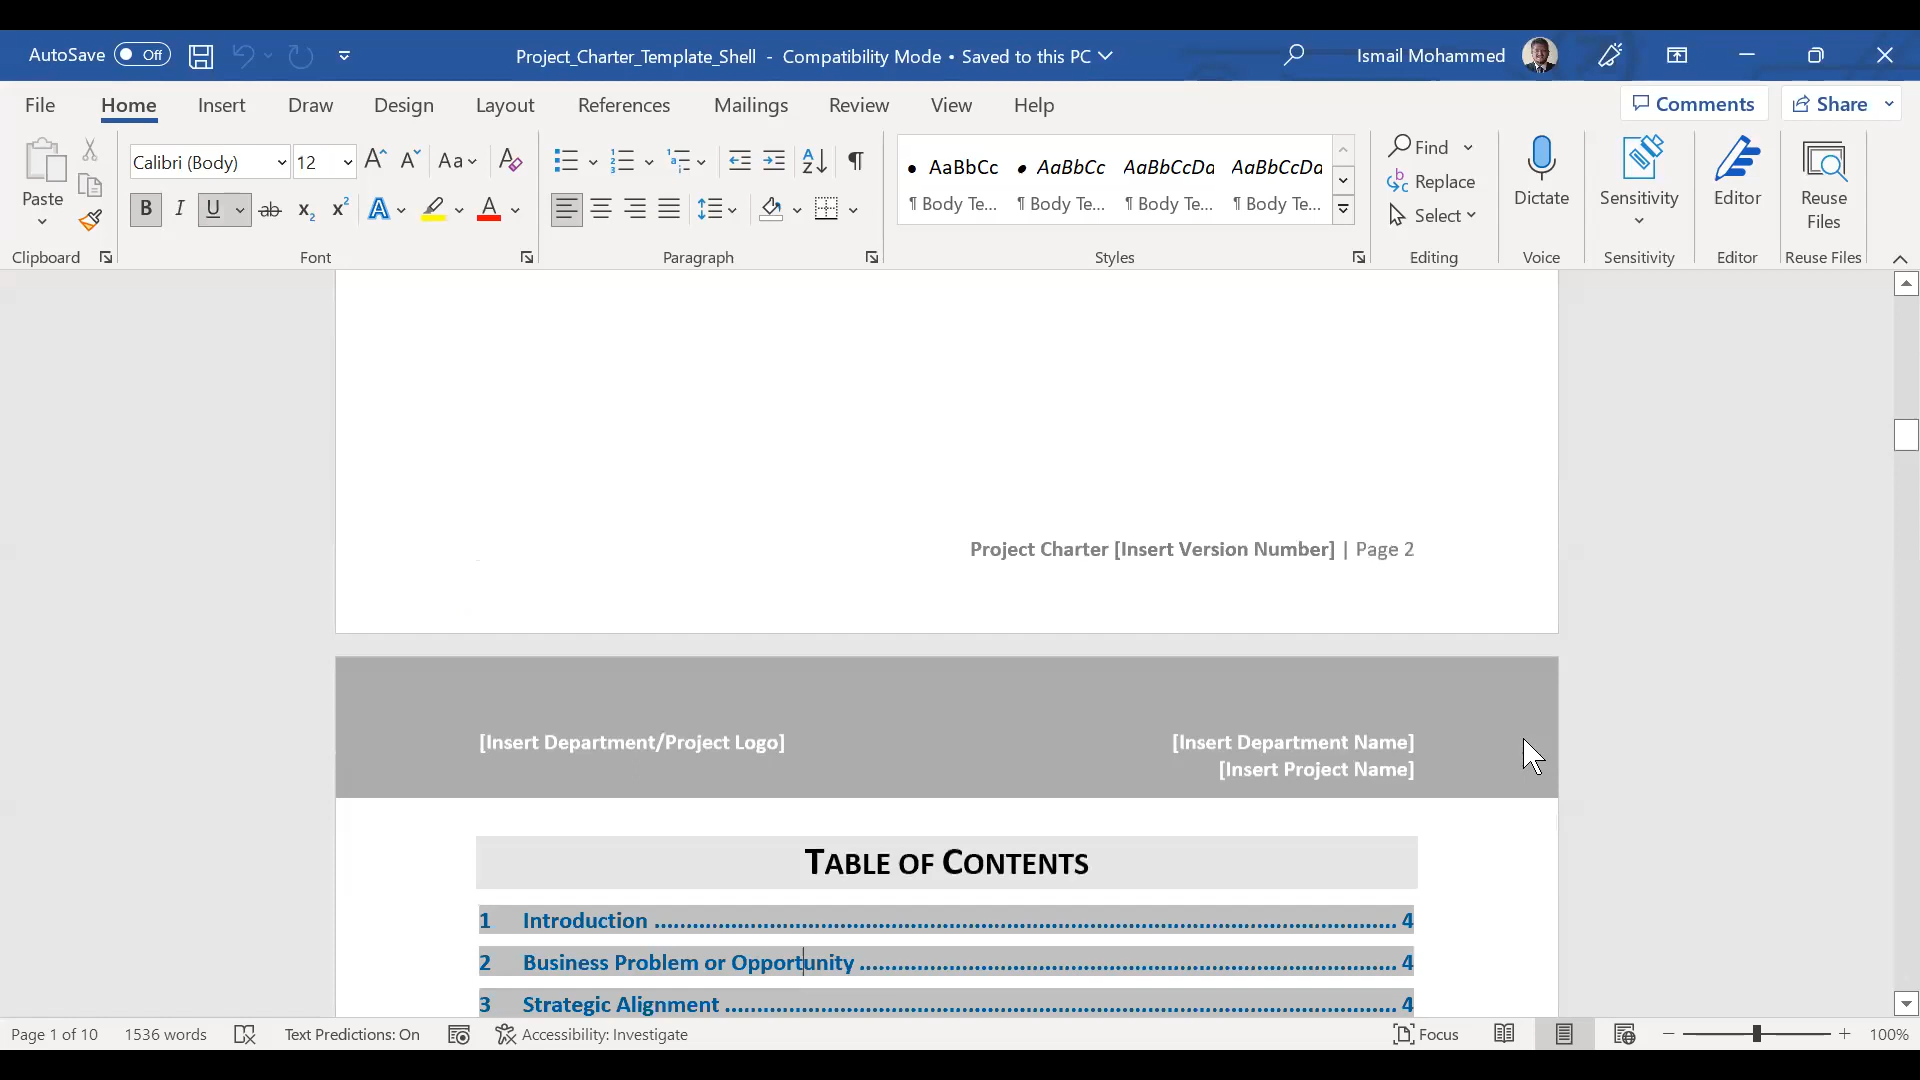 AutoSave Off Project_Charter_Template_Shell - Compatibility Mode • Saved to this PC Ismail Mohammed
File Home Insert Draw Design Layout References Mailings Review View Help Comments Share
Calibri (Body) 12 Aa
Paste
B I U ab x₂ x² A A
AaBbCc AaBbCc AaBbCcDd AaBbCcDd
¶ Body Te... ¶ Body Te... ¶ Body Te... ¶ Body Te...
Find
Replace
Select
Dictate Sensitivity Editor Reuse Files
Clipboard Font Paragraph Styles Editing Voice Sensitivity Editor Reuse Files
Project Charter [Insert Version Number] | Page 2
[Insert Department/Project Logo] [Insert Department Name]
[Insert Project Name]
TABLE OF CONTENTS
1 Introduction ........................................................ 4
2 Business Problem or Opportunity ........................................................ 4
3 Strategic Alignment ........................................................ 4
Page 1 of 10 1536 words Text Predictions: On Accessibility: Investigate Focus 100%